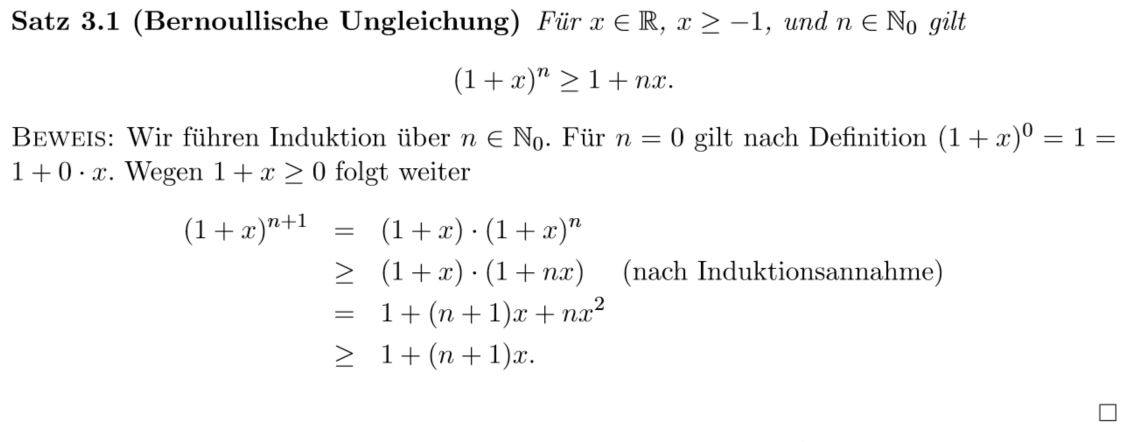 Satz 3.1 (Bernoullische Ungleichung) Für x ∈ ℝ, x ≥ −1, und n ∈ ℕ₀ gilt
(1 + x)ⁿ ≥ 1 + nx.
BEWEIS: Wir führen Induktion über n ∈ ℕ₀. Für n = 0 gilt nach Definition (1 + x)⁰ = 1 =
1 + 0 · x. Wegen 1 + x ≥ 0 folgt weiter
(1 + x)ⁿ⁺¹ = (1 + x) · (1 + x)ⁿ
≥ (1 + x) · (1 + nx) (nach Induktionsannahme)
= 1 + (n + 1)x + nx²
≥ 1 + (n + 1)x.
□